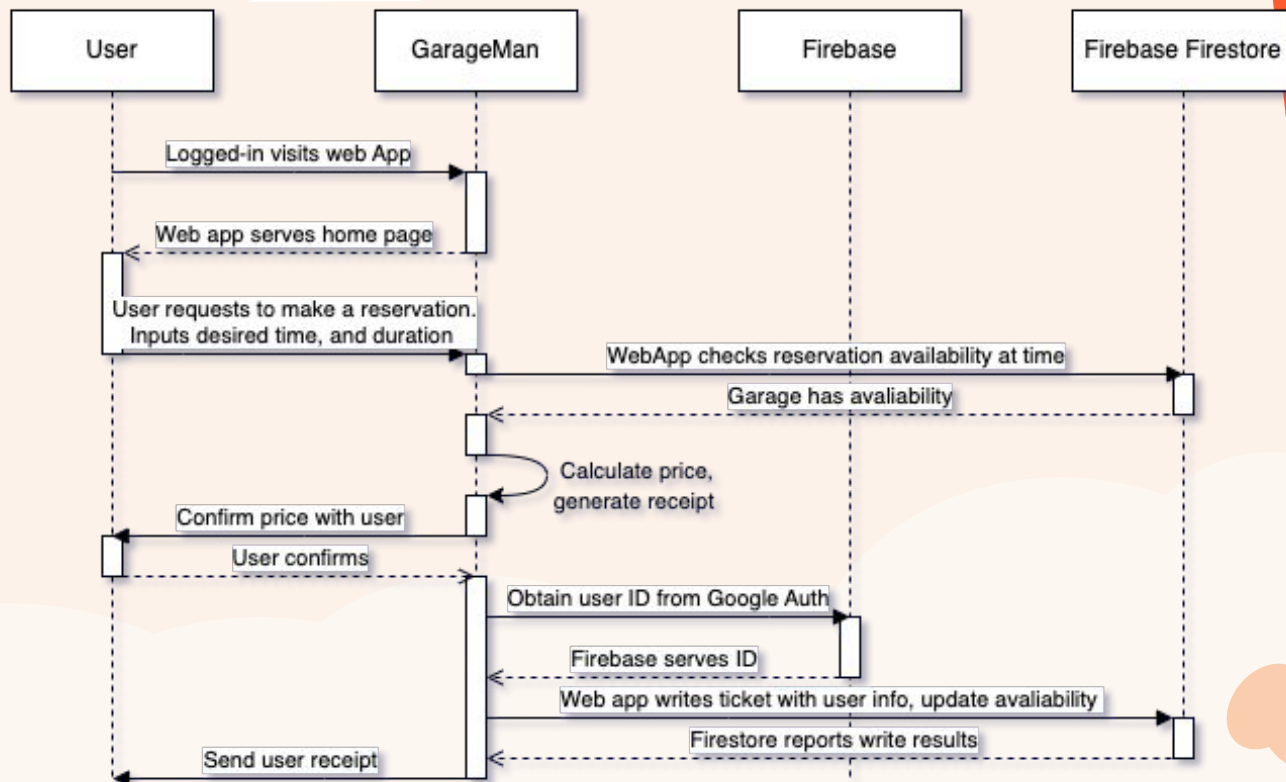 User
GarageMan
Firebase
Firebase Firestore
Logged-in visits web App
Web app serves home page
User requests to make a reservation.
Inputs desired time, and duration
WebApp checks reservation availability at time
Garage has avaliability
Calculate price,
generate receipt
Confirm price with user
User confirms
Obtain user ID from Google Auth
Firebase serves ID
Web app writes ticket with user info, update avaliability
Firestore reports write results
Send user receipt